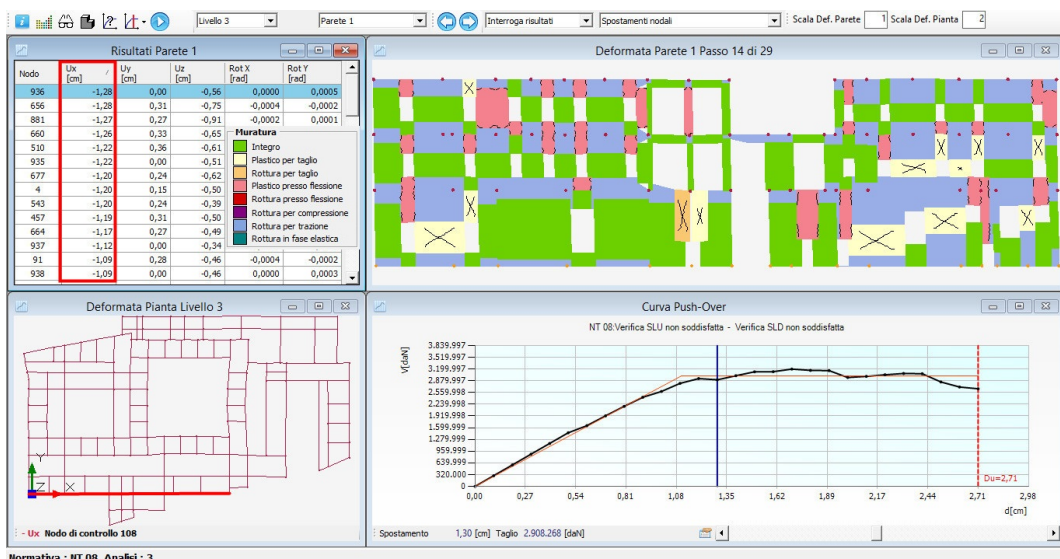 Livello 3 Parete 1 Interroga risultati Spostamenti nodali Scala Def. Parete 1 Scala Def. Pianta 2
Risultati Parete 1
Nodo Ux [cm] Uy [cm] Uz [cm] Rot X [rad] Rot Y [rad]
936 -1,28 0,00 -0,56 0,0000 0,0005
656 -1,28 0,31 -0,75 -0,0004 -0,0002
881 -1,27 0,27 -0,91 -0,0002 0,0001
660 -1,26 0,33 -0,65
510 -1,22 0,36 -0,61
935 -1,22 0,00 -0,51
677 -1,20 0,24 -0,62
4 -1,20 0,15 -0,50
543 -1,20 0,24 -0,39
457 -1,19 0,31 -0,50
664 -1,17 0,27 -0,49
937 -1,12 0,00 -0,34
91 -1,09 0,28 -0,46 -0,0004 -0,0002
938 -1,09 0,00 -0,46 0,0000 0,0003
Muratura
Integro
Plastico per taglio
Rottura per taglio
Plastico presso flessione
Rottura presso flessione
Rottura per compressione
Rottura per trazione
Rottura in fase elastica
Deformata Parete 1 Passo 14 di 29
Deformata Pianta Livello 3
Y
Z X
- Ux Nodo di controllo 108
Curva Push-Over
NT 08:Verifica SLU non soddisfatta - Verifica SLD non soddisfatta
V[daN]
3.839.997
3.519.997
3.199.997
2.879.997
2.559.998
2.239.998
1.919.998
1.599.999
1.279.999
959.999
639.999
320.000
0
0,00 0,27 0,54 0,81 1,08 1,35 1,62 1,89 2,17 2,44 2,71 2,98
Du=2,71
d[cm]
Spostamento 1,30 [cm] Taglio 2.908.268 [daN]
Normativa : NT 08 Analisi : 3